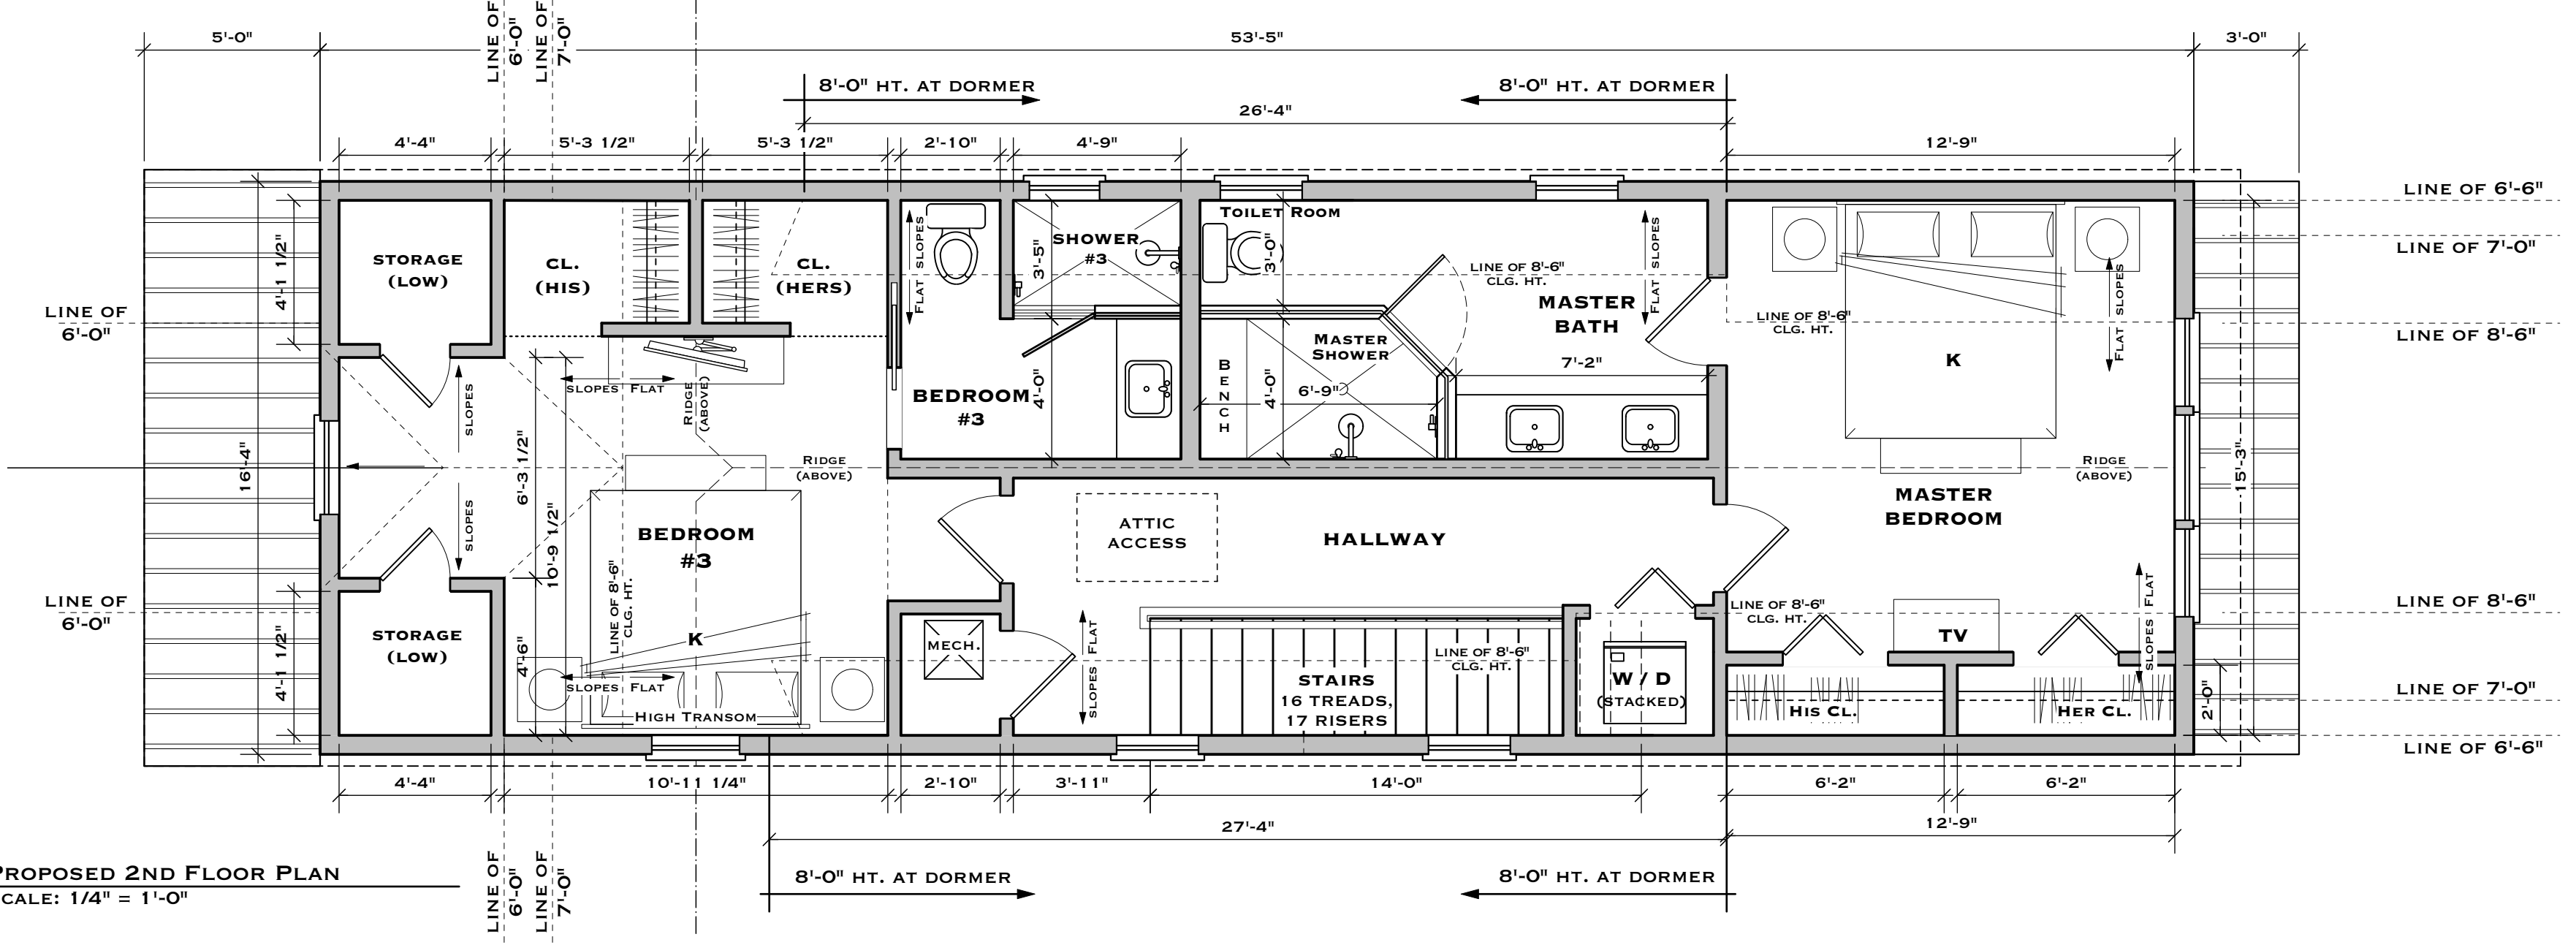 5'-0"
53'-5"
3'-0"
LINE OF
6'-0"
LINE OF
7'-0"
8'-0" HT. AT DORMER
8'-0" HT. AT DORMER
26'-4"
4'-4"
5'-3 1/2"
5'-3 1/2"
2'-10"
4'-9"
12'-9"
LINE OF 6'-6"
LINE OF 7'-0"
LINE OF 8'-6"
LINE OF
6'-0"
4'-1 1/2"
STORAGE
(LOW)
CL.
(HIS)
CL.
(HERS)
FLAT SLOPES
3'-5"
SHOWER
#3
TOILET ROOM
3'-0"
LINE OF 8'-6"
CLG. HT.
MASTER
BATH
FLAT SLOPES
LINE OF 8'-6"
CLG. HT.
K
FLAT SLOPES
16'-4"
SLOPES
SLOPES FLAT
RIDGE
(ABOVE)
BEDROOM
#3
4'-0"
BENCH
4'-0"
MASTER
SHOWER
6'-9"
7'-2"
6'-3 1/2"
10'-9 1/2"
RIDGE
(ABOVE)
RIDGE
(ABOVE)
15'-3"
SLOPES
BEDROOM
#3
ATTIC
ACCESS
HALLWAY
MASTER
BEDROOM
LINE OF
6'-0"
4'-1 1/2"
STORAGE
(LOW)
4'-6"
LINE OF 8'-6"
CLG. HT.
K
SLOPES FLAT
HIGH TRANSOM
MECH.
SLOPES FLAT
STAIRS
16 TREADS,
17 RISERS
LINE OF 8'-6"
CLG. HT.
W / D
(STACKED)
LINE OF 8'-6"
CLG. HT.
TV
SLOPES FLAT
HIS CL.
HER CL.
2'-0"
LINE OF 8'-6"
LINE OF 7'-0"
LINE OF 6'-6"
4'-4"
10'-11 1/4"
2'-10"
3'-11"
14'-0"
6'-2"
6'-2"
27'-4"
12'-9"
PROPOSED 2ND FLOOR PLAN
CALE: 1/4" = 1'-0"
LINE OF
6'-0"
LINE OF
7'-0"
8'-0" HT. AT DORMER
8'-0" HT. AT DORMER